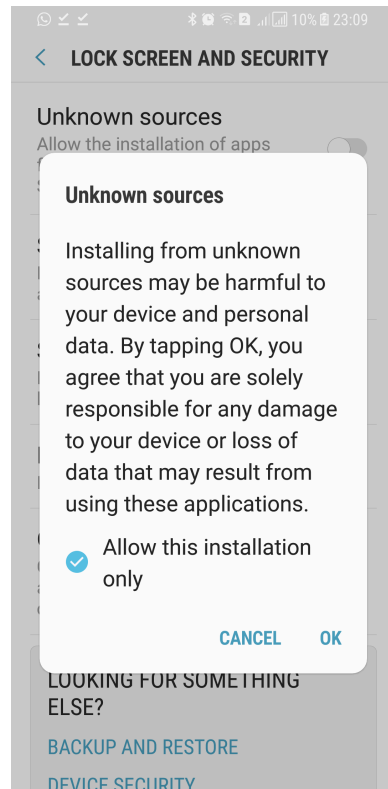 2 10% 23:09
LOCK SCREEN AND SECURITY
Unknown sources
Allow the installation of apps
Unknown sources
Installing from unknown
sources may be harmful to
your device and personal
data. By tapping OK, you
agree that you are solely
responsible for any damage
to your device or loss of
data that may result from
using these applications.
Allow this installation
only
CANCEL OK
LOOKING FOR SOMETHING
ELSE?
BACKUP AND RESTORE
DEVICE SECURITY